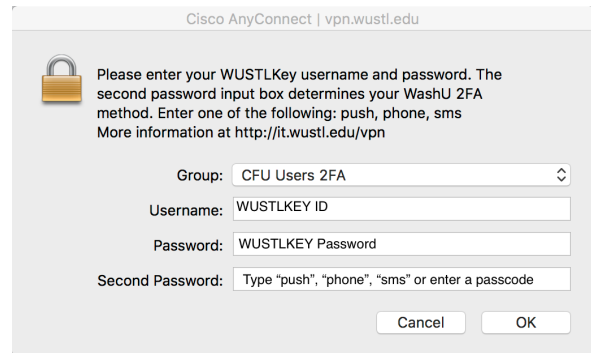 Cisco AnyConnect | vpn.wustl.edu
Please enter your WUSTLKey username and password. The
second password input box determines your WashU 2FA
method. Enter one of the following: push, phone, sms
More information at http://it.wustl.edu/vpn
Group: CFU Users 2FA
Username: WUSTLKEY ID
Password: WUSTLKEY Password
Second Password: Type “push”, “phone”, “sms” or enter a passcode
Cancel OK